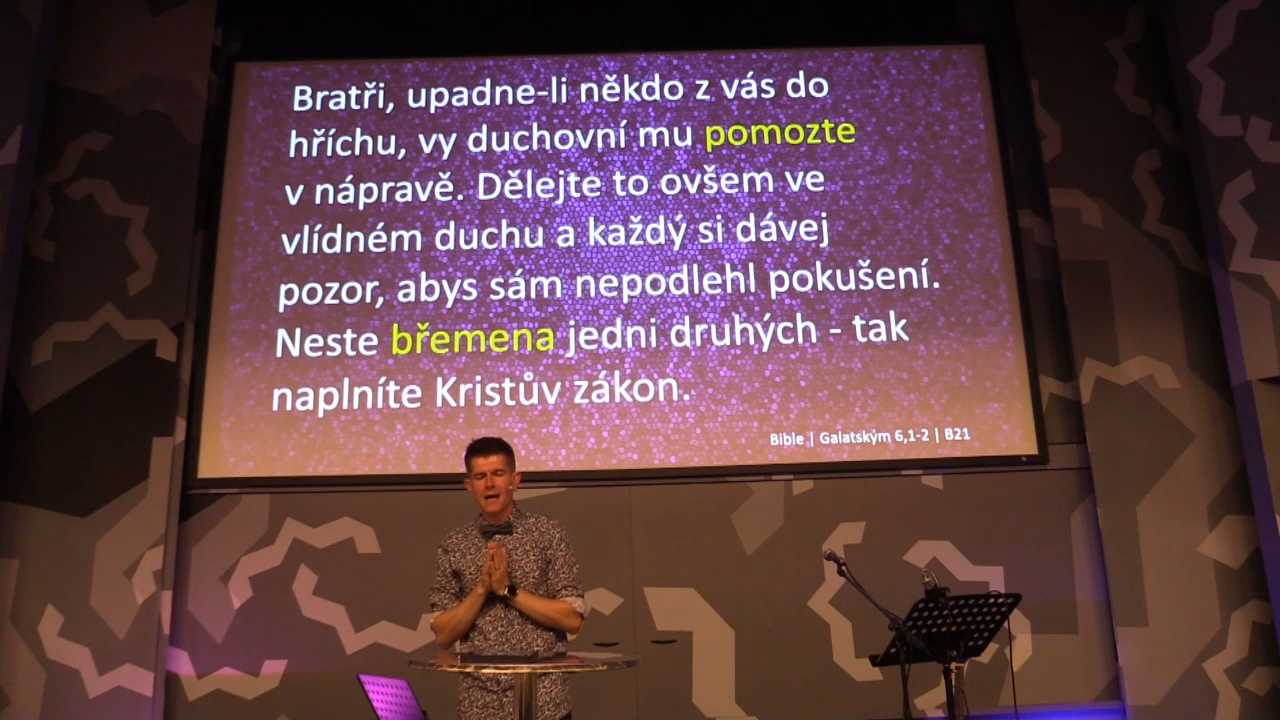 Bratři, upadne-li někdo z vás do
hříchu, vy duchovní mu pomozte
v nápravě. Dělejte to ovšem ve
vlídném duchu a každý si dávej
pozor, abys sám nepodlehl pokušení.
Neste břemena jedni druhých - tak
naplníte Kristův zákon.
Bible | Galatským 6,1-2 | B21